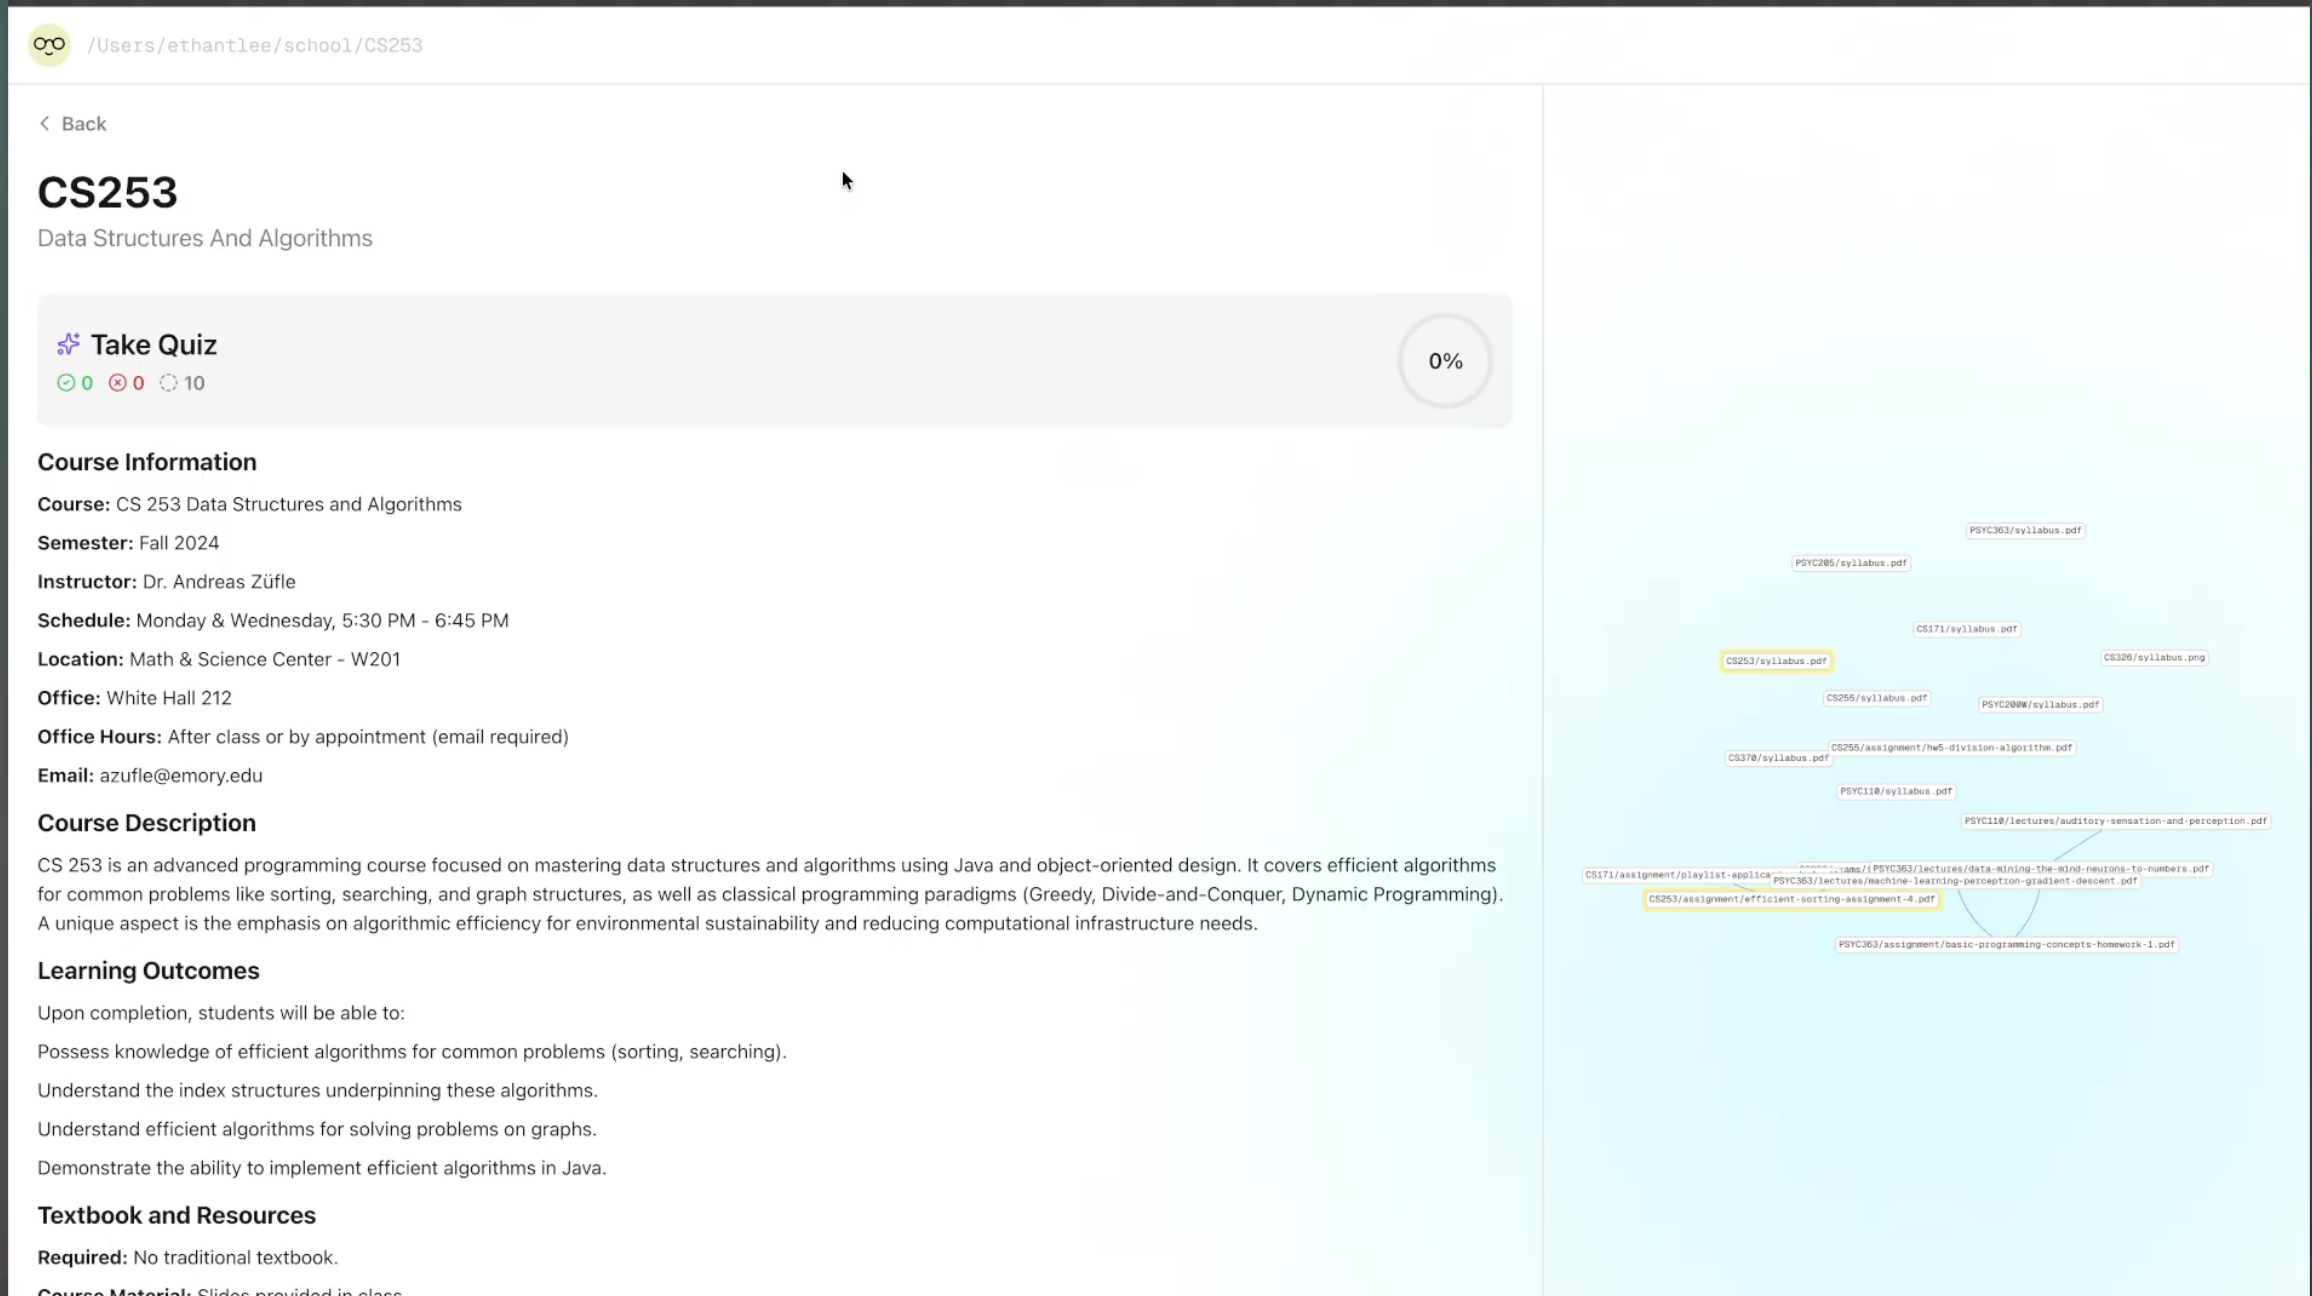 /Users/ethantlee/school/CS253
Back
CS253
Data Structures And Algorithms
Take Quiz
0 0 10
0%
Course Information
Course: CS 253 Data Structures and Algorithms
Semester: Fall 2024
Instructor: Dr. Andreas Züfle
Schedule: Monday & Wednesday, 5:30 PM - 6:45 PM
Location: Math & Science Center - W201
Office: White Hall 212
Office Hours: After class or by appointment (email required)
Email: azufle@emory.edu
Course Description
CS 253 is an advanced programming course focused on mastering data structures and algorithms using Java and object-oriented design. It covers efficient algorithms
for common problems like sorting, searching, and graph structures, as well as classical programming paradigms (Greedy, Divide-and-Conquer, Dynamic Programming).
A unique aspect is the emphasis on algorithmic efficiency for environmental sustainability and reducing computational infrastructure needs.
Learning Outcomes
Upon completion, students will be able to:
Possess knowledge of efficient algorithms for common problems (sorting, searching).
Understand the index structures underpinning these algorithms.
Understand efficient algorithms for solving problems on graphs.
Demonstrate the ability to implement efficient algorithms in Java.
Textbook and Resources
Required: No traditional textbook.
Course Material: Slides provided in class
PSYC363/syllabus.pdf
PSYC205/syllabus.pdf
CS171/syllabus.pdf
CS253/syllabus.pdf
CS326/syllabus.png
CS255/syllabus.pdf
PSYC200W/syllabus.pdf
CS255/assignment/hw5-division-algorithm.pdf
CS370/syllabus.pdf
PSYC110/syllabus.pdf
PSYC110/lectures/auditory-sensation-and-perception.pdf
PSYC363/lectures/data-mining-the-mind-neurons-to-numbers.pdf
CS171/assignment/playlist-applica
PSYC363/lectures/machine-learning-perceptron-gradient-descent.pdf
CS253/assignment/efficient-sorting-assignment-4.pdf
PSYC363/assignment/basic-programming-concepts-homework-1.pdf